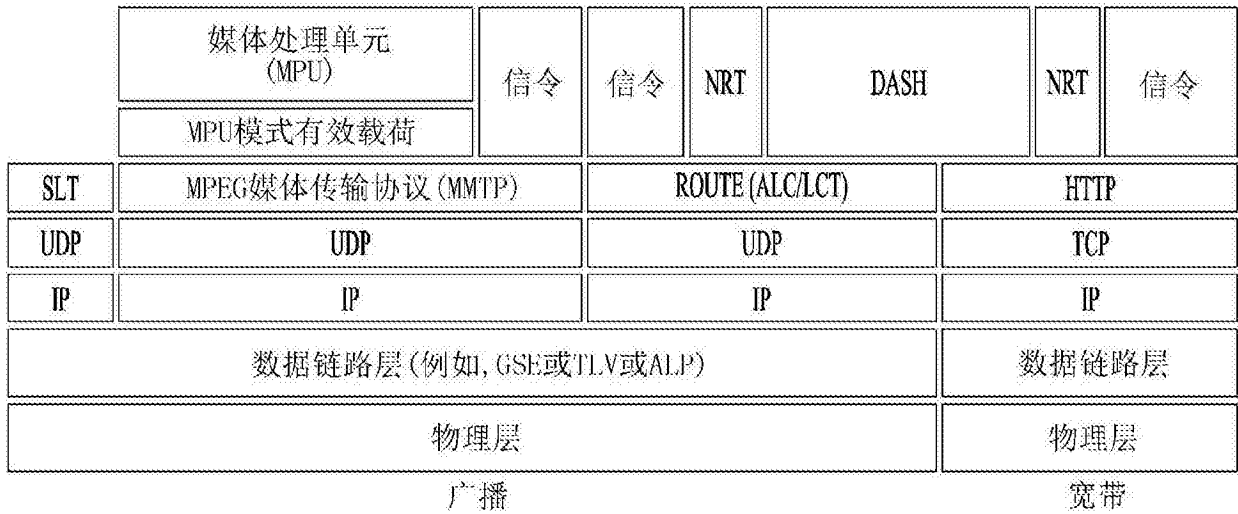 媒体处理单元
(MPU)
信令
信令
NRT
DASH
NRT
信令
MPU模式有效载荷
SLT
MPEG媒体传输协议(MMTP)
ROUTE (ALC/LCT)
HTTP
UDP
UDP
UDP
TCP
IP
IP
IP
IP
数据链路层(例如,GSE或TLV或ALP)
数据链路层
物理层
物理层
广播
宽带